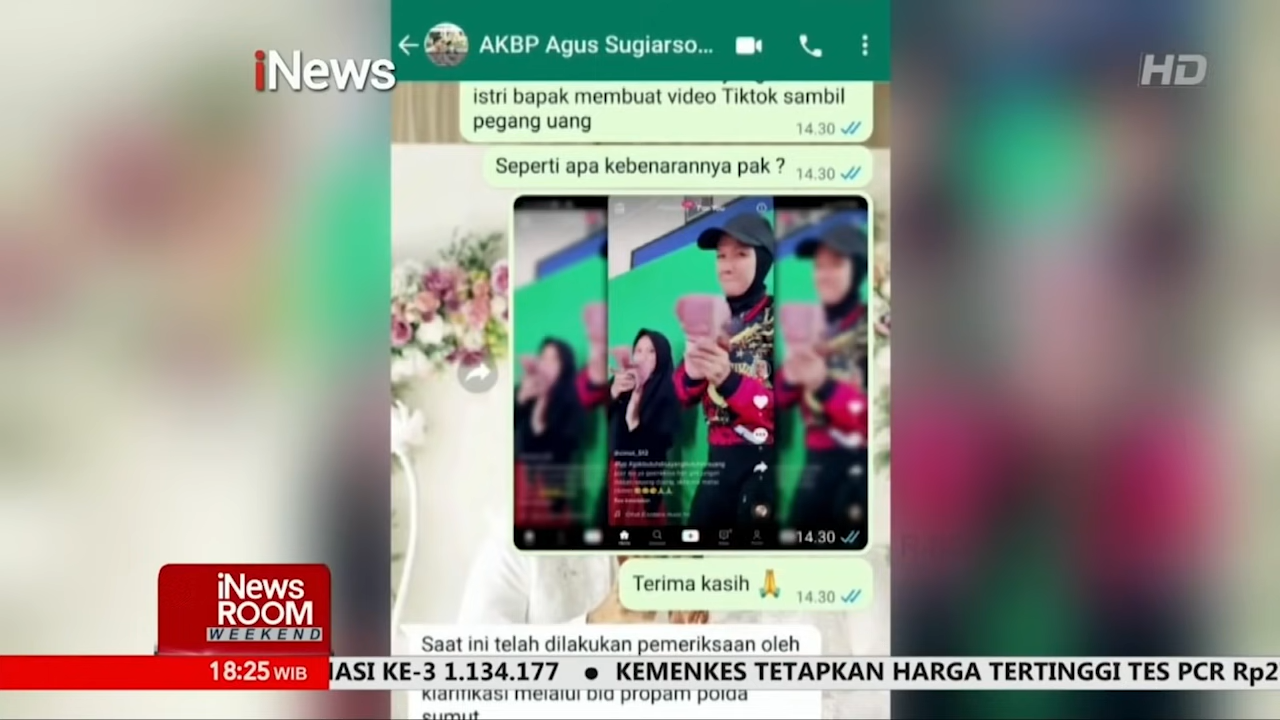 iNews
HD
AKBP Agus Sugiarso...
istri bapak membuat video Tiktok sambil
pegang uang
14.30
Seperti apa kebenarannya pak ?
14.30
14.30
Terima kasih 🙏
14.30
Saat ini telah dilakukan pemeriksaan oleh
klarifikasi melalui bid propam polda
sumut
iNews
ROOM
WEEKEND
18:25 WIB
NASI KE-3 1.134.177 ● KEMENKES TETAPKAN HARGA TERTINGGI TES PCR Rp2